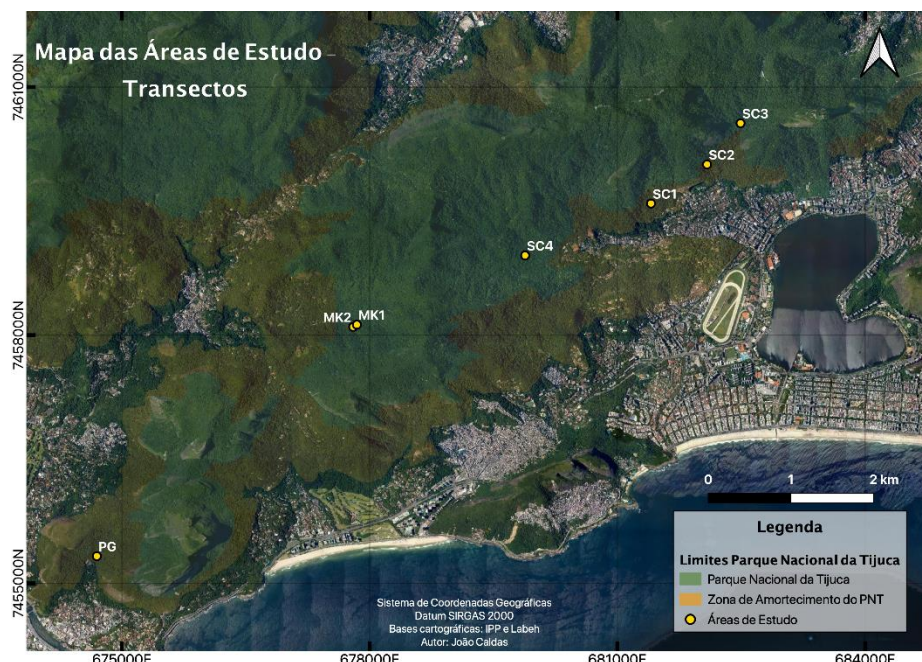 Mapa das Áreas de Estudo -
Transectos
7461000N
7458000N
7455000N
SC3
SC2
SC1
SC4
MK2 MK1
PG
0 1 2 km
Legenda
Limites Parque Nacional da Tijuca
Parque Nacional da Tijuca
Zona de Amortecimento do PNT
Áreas de Estudo
Sistema de Coordenadas Geográficas
Datum SIRGAS 2000
Bases cartográficas: IPP e Labeh
Autor: João Caldas
675000E 678000E 681000E 684000E